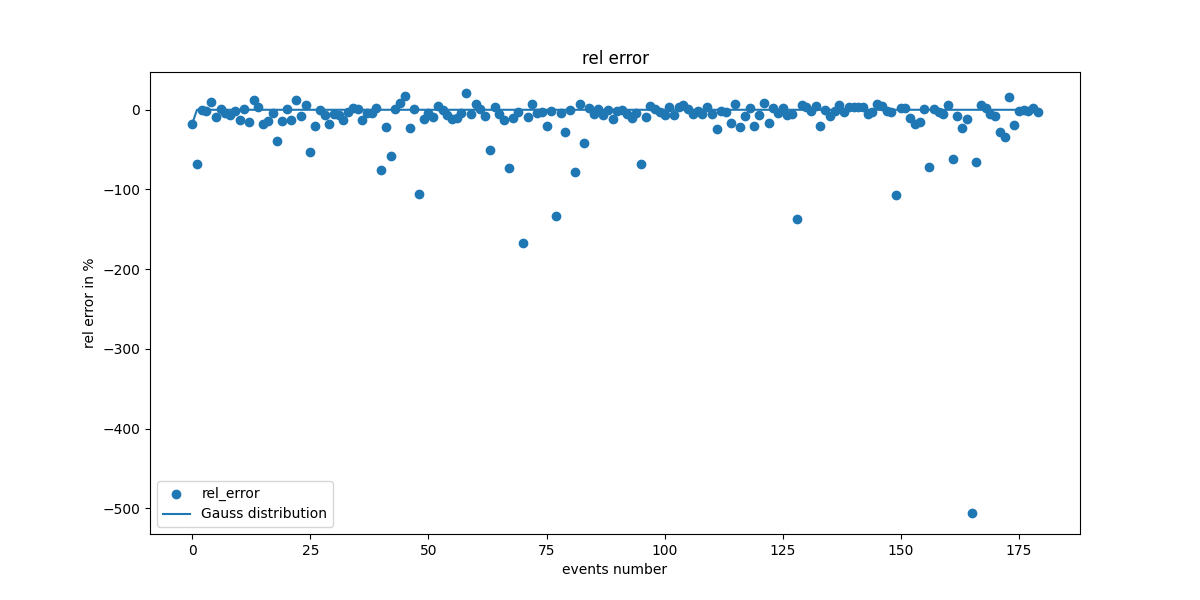 rel error
0
−100
−200
−300
−400
−500
rel error in %
rel_error
Gauss distribution
0
25
50
75
100
125
150
175
events number